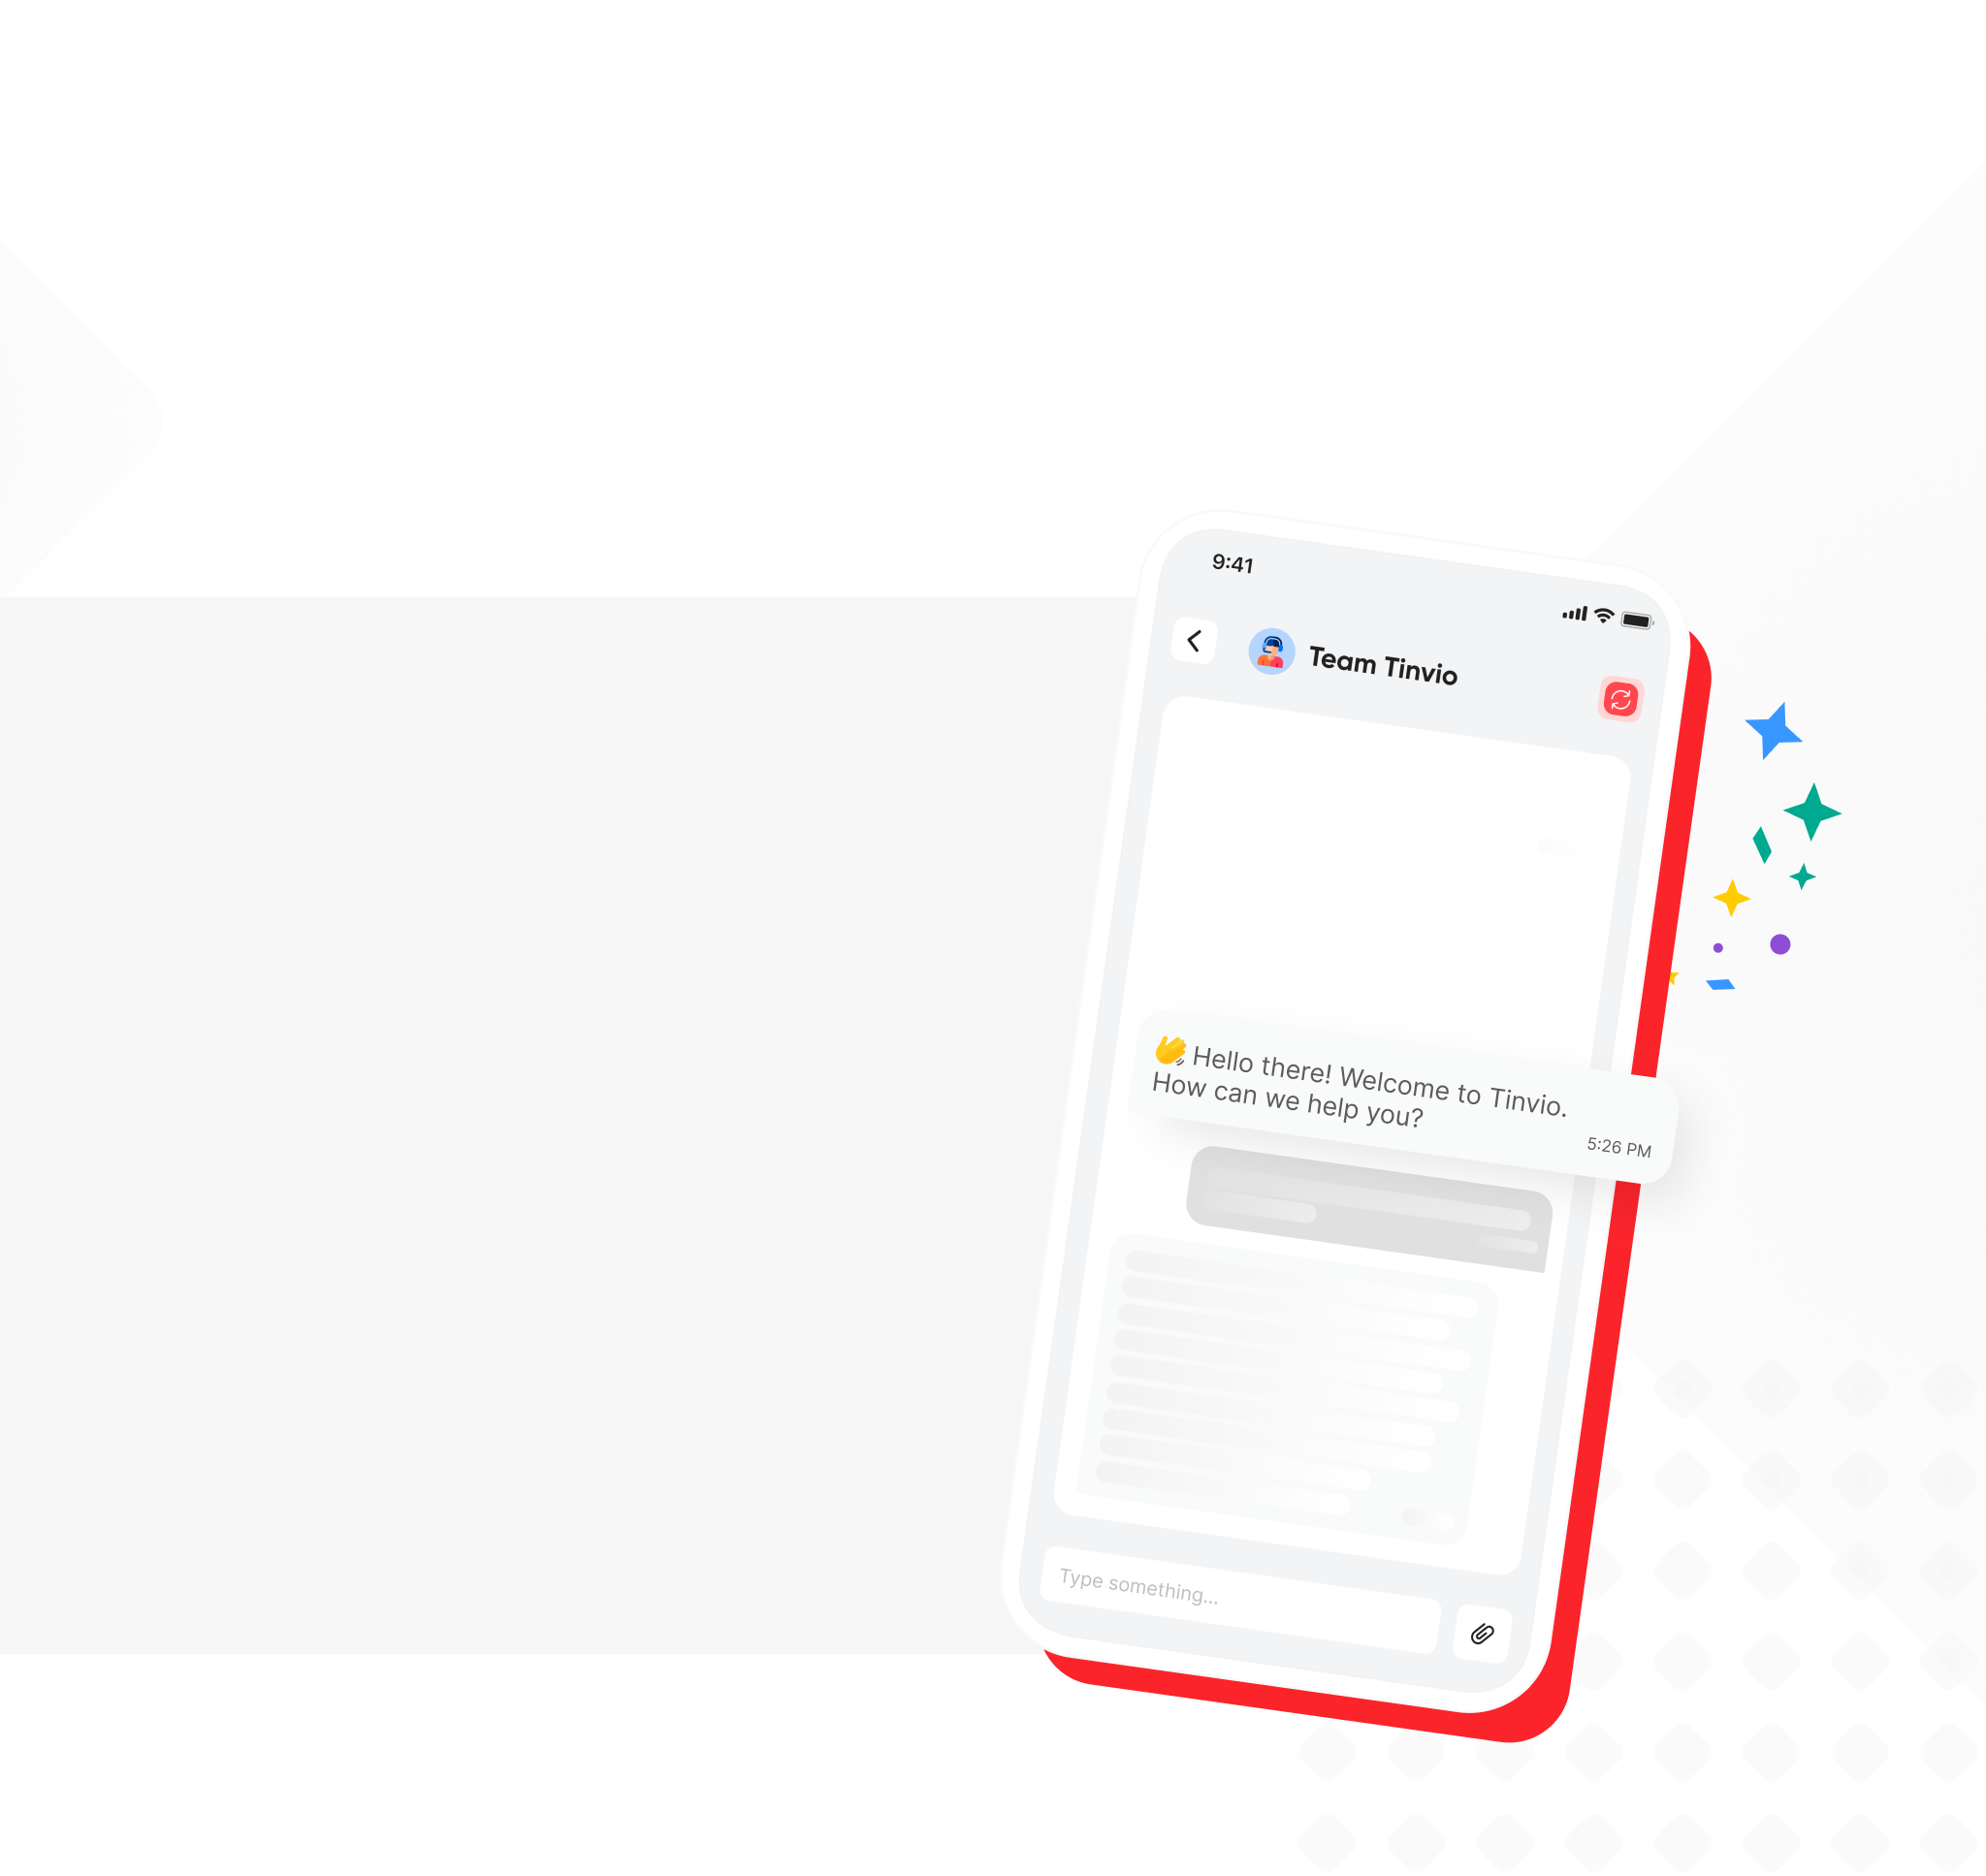 9:41
Team Tinvio
👋 Hello there! Welcome to Tinvio.
How can we help you?
5:26 PM
Type something...